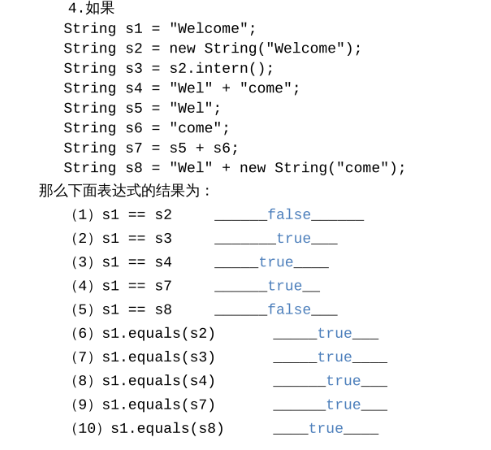 4.如果
String s1 = "Welcome";
String s2 = new String("Welcome");
String s3 = s2.intern();
String s4 = "Wel" + "come";
String s5 = "Wel";
String s6 = "come";
String s7 = s5 + s6;
String s8 = "Wel" + new String("come");
那么下面表达式的结果为：
（1）s1 == s2 ______false______
（2）s1 == s3 _______true___
（3）s1 == s4 _____true____
（4）s1 == s7 ______true__
（5）s1 == s8 ______false___
（6）s1.equals(s2) _____true___
（7）s1.equals(s3) _____true____
（8）s1.equals(s4) ______true___
（9）s1.equals(s7) ______true___
（10）s1.equals(s8) ____true____